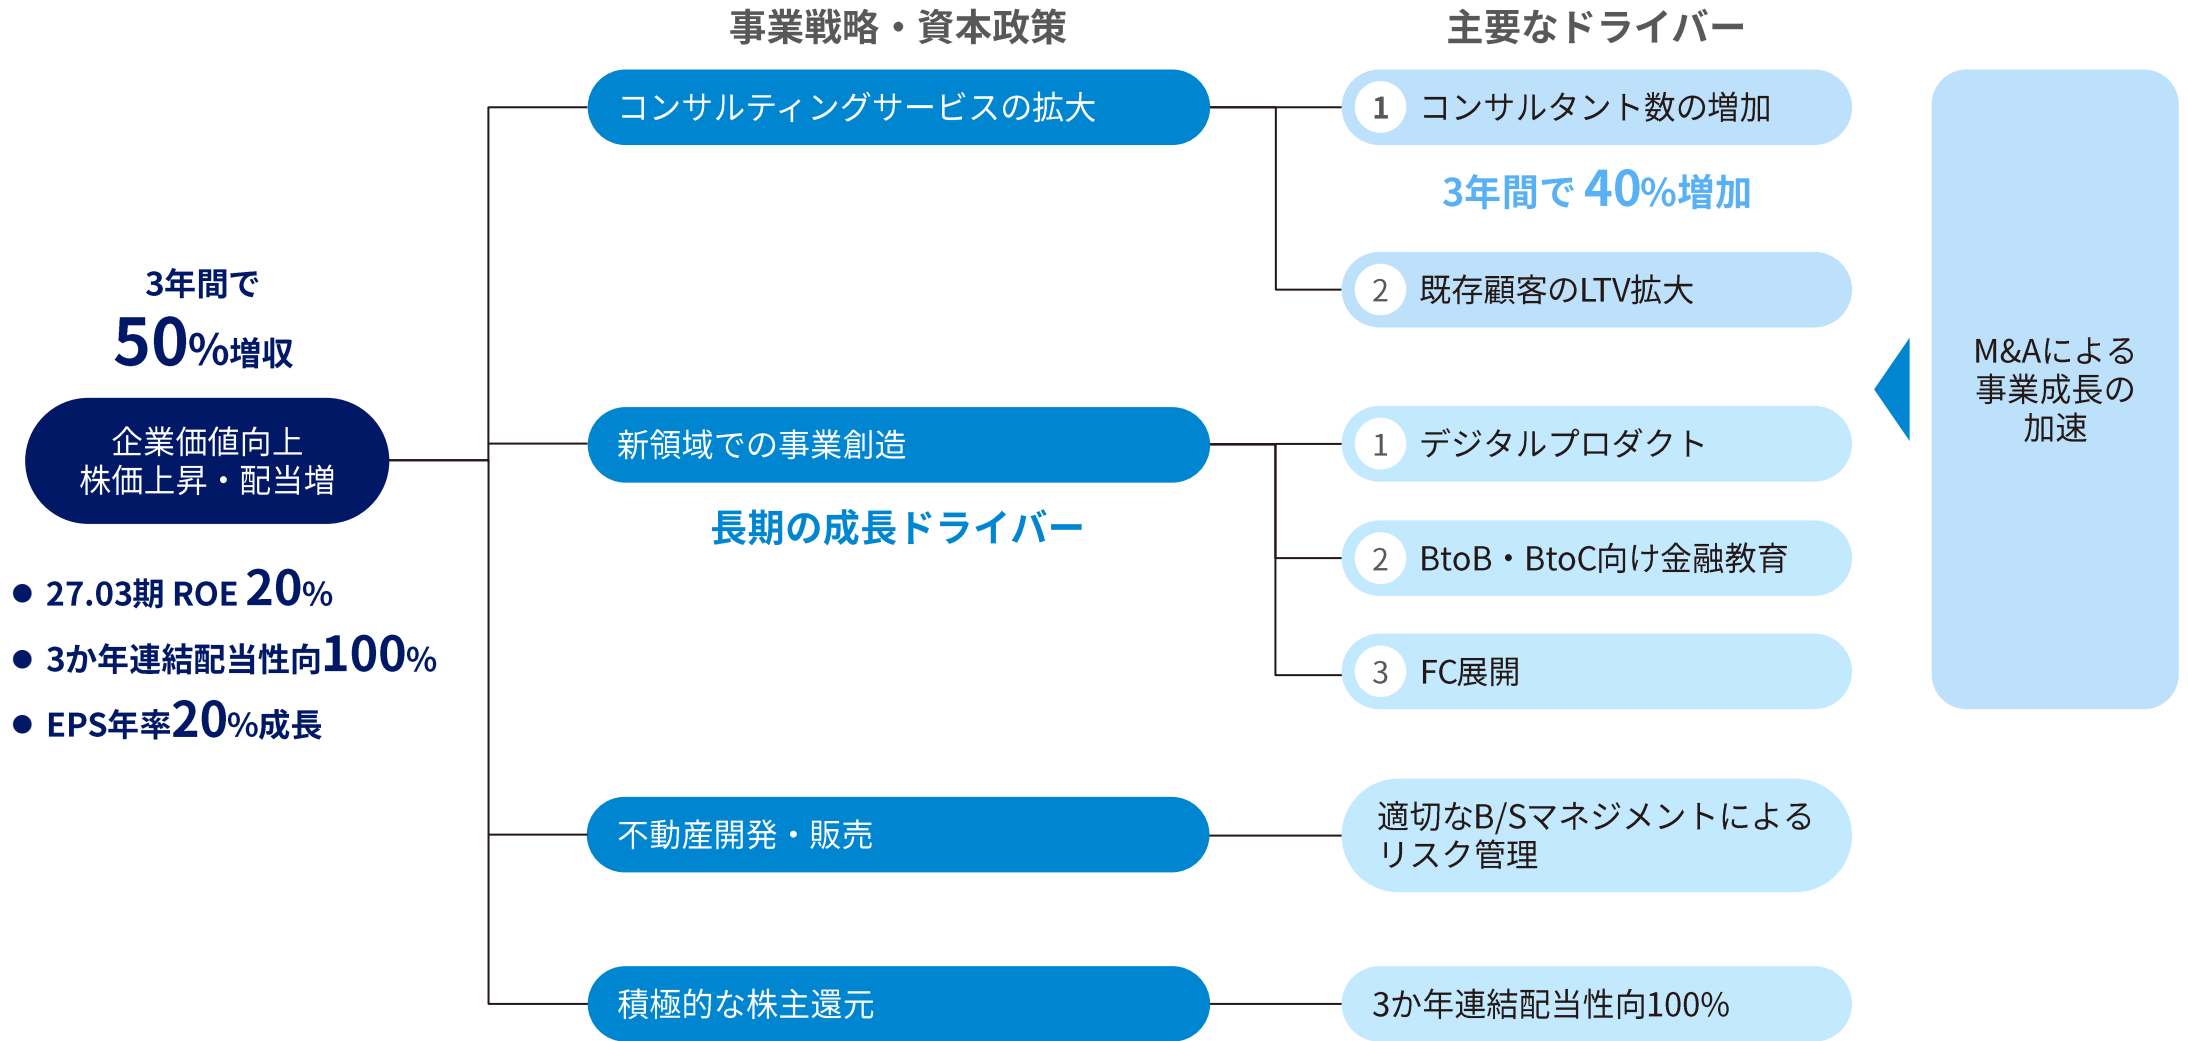 事業戦略・資本政策
主要なドライバー
3年間で
50%増収
企業価値向上
株価上昇・配当増
● 27.03期 ROE 20%
● 3か年連結配当性向100%
● EPS年率20%成長
コンサルティングサービスの拡大
1 コンサルタント数の増加
3年間で 40%増加
2 既存顧客のLTV拡大
新領域での事業創造
長期の成長ドライバー
1 デジタルプロダクト
2 BtoB・BtoC向け金融教育
3 FC展開
不動産開発・販売
適切なB/Sマネジメントによる
リスク管理
積極的な株主還元
3か年連結配当性向100%
M&Aによる
事業成長の
加速